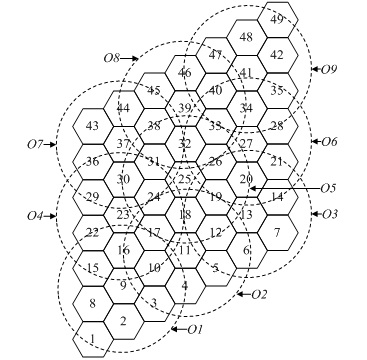 49
48
47 42
O8
46 41 O9
45 40 35
44 39 34
43 38 33 28
O7 37 32 27 O6
36 31 26 21
30 25 20
O5
29 24 19 14
O4 23 18 13 O3
22 17 12 7
16 11 6
15 10 5
9 4 O2
8 3
2 O1
1